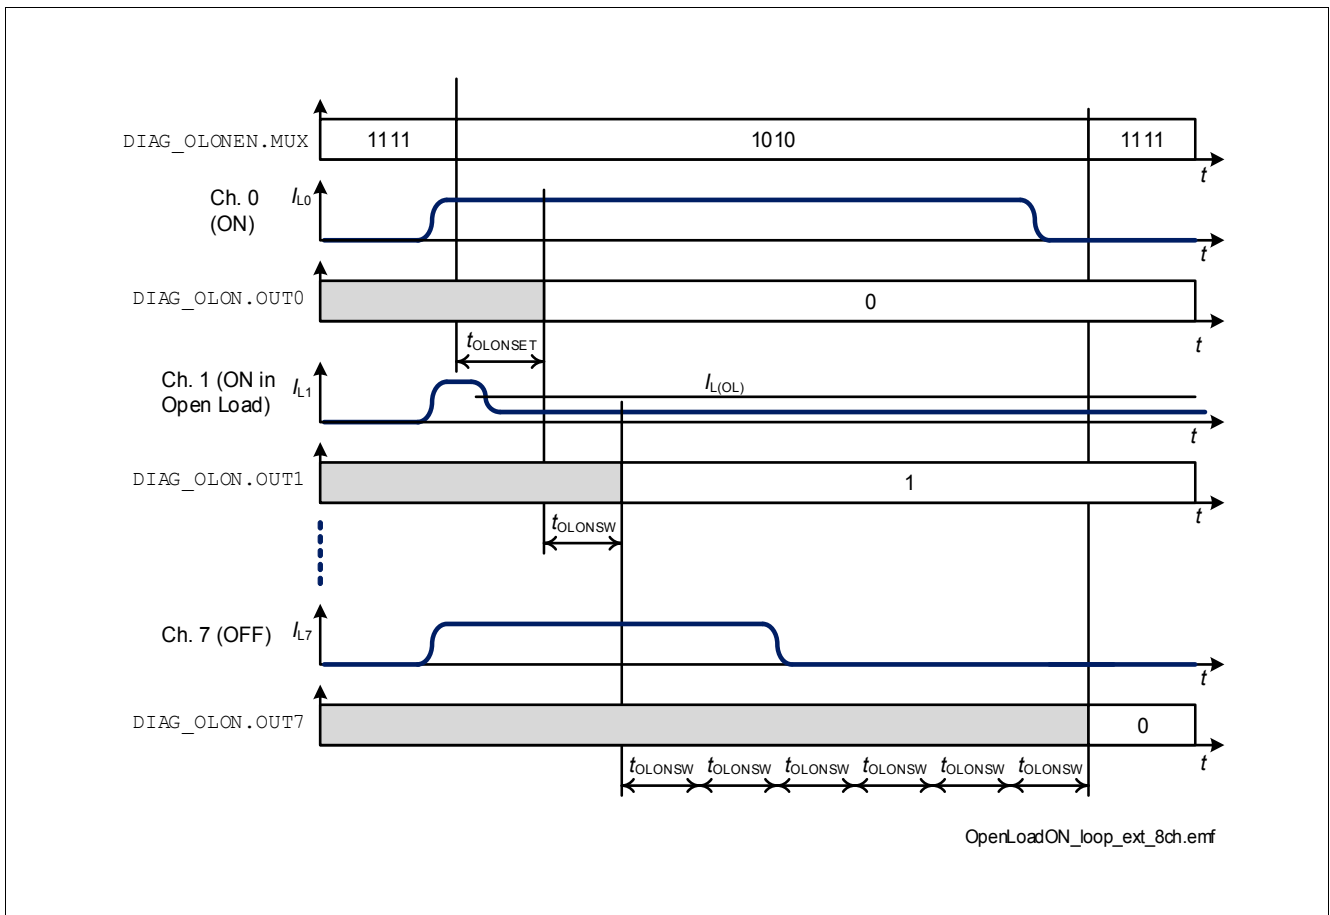 DIAG_OLONEN.MUX 1111 1010 1111
t
Ch. 0 IL0
(ON)
t
DIAG_OLON.OUT0 0
t
tOLONSET
Ch. 1 (ON in IL1 IL(OL)
Open Load)
t
DIAG_OLON.OUT1 1
t
tOLONSW
Ch. 7 (OFF) IL7
t
DIAG_OLON.OUT7 0
t
tOLONSW tOLONSW tOLONSW tOLONSW tOLONSW tOLONSW
OpenLoadON_loop_ext_8ch.emf